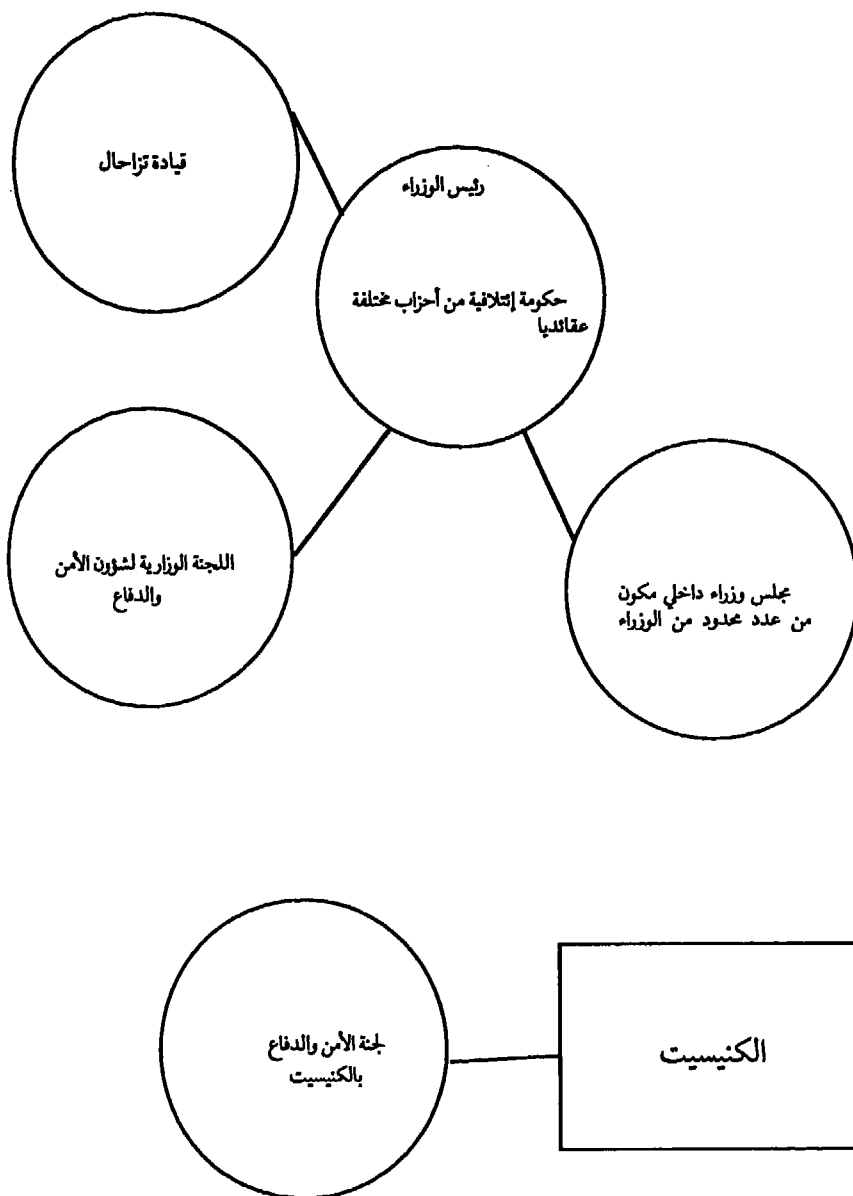 قيادة تزاحال
رئيس الوزراء
حكومة إئتلافية من أحزاب مختلفة
عقائديا
اللجنة الوزارية لشؤون الأمن
والدفاع
مجلس وزراء داخلي مكون
من عدد محدود من الوزراء
لجنة الأمن والدفاع
بالكنيسيت
الكنيسيت